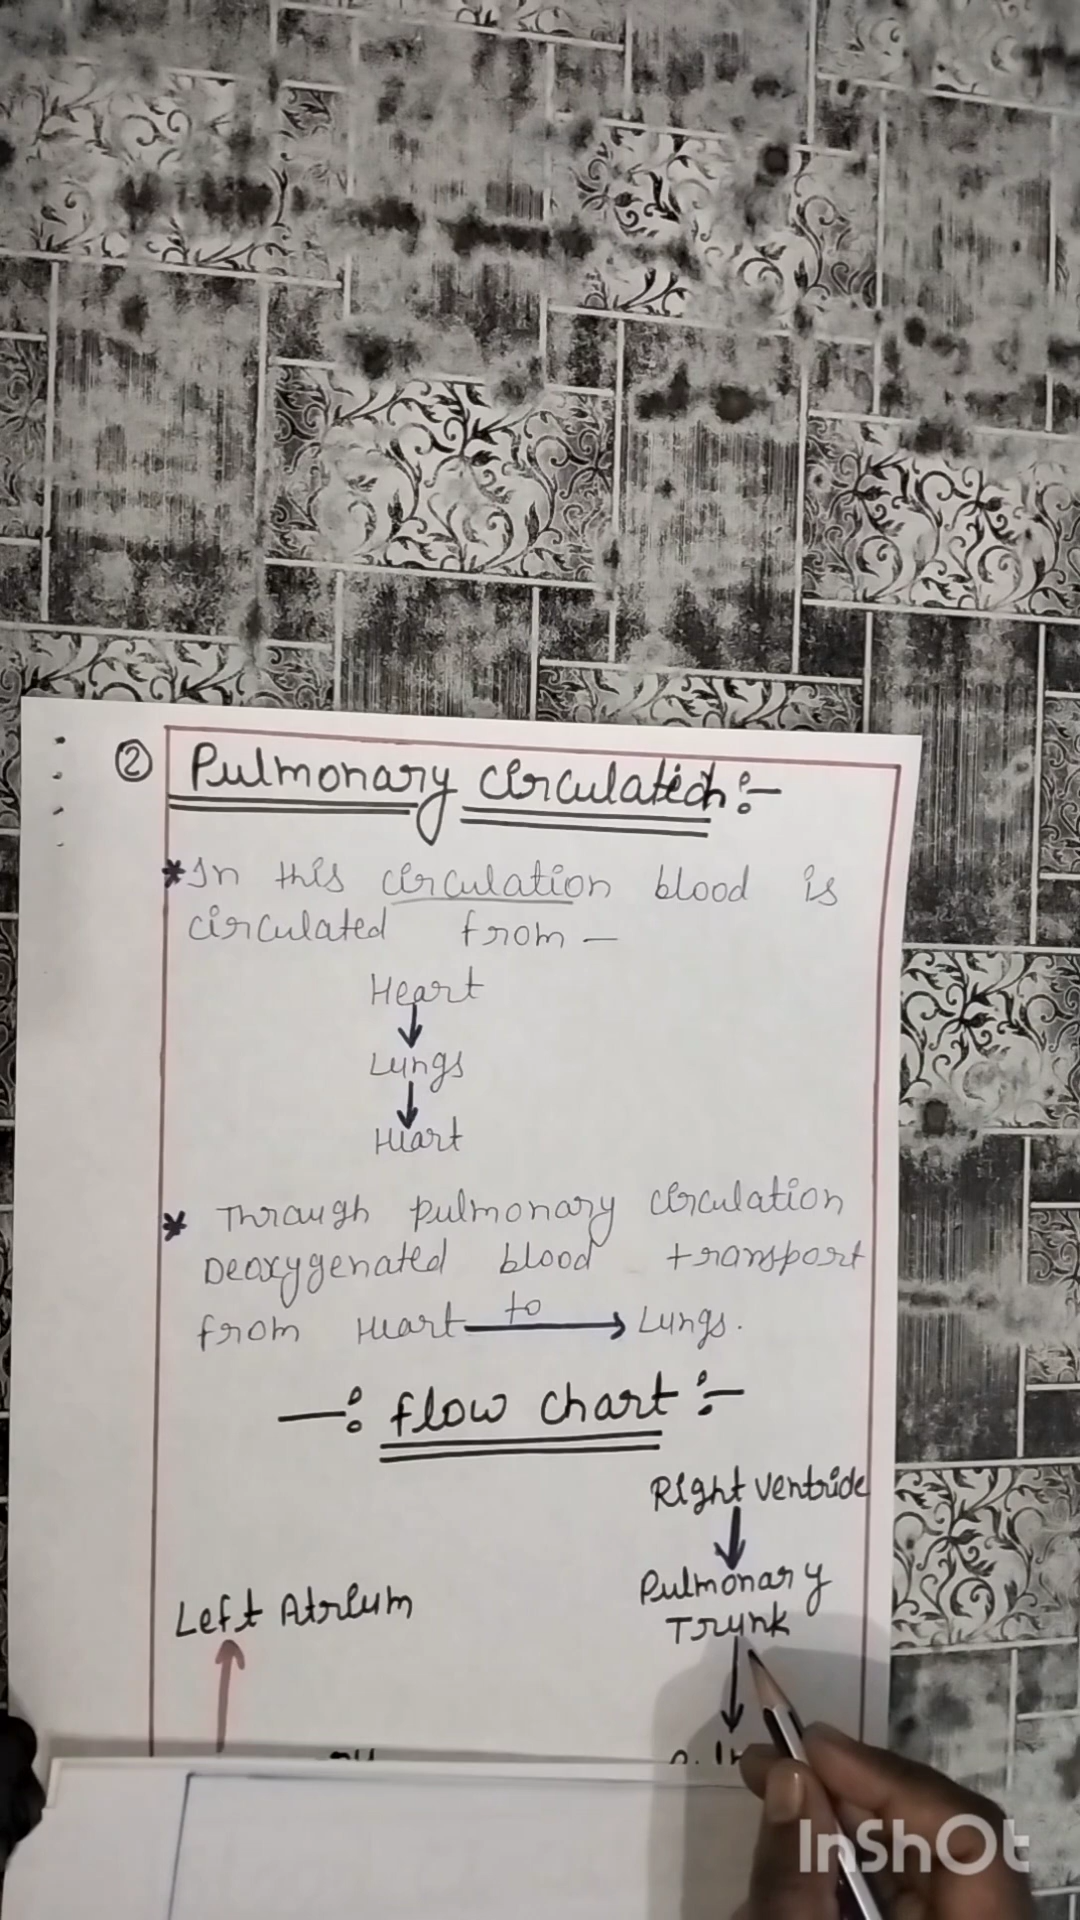 ② Pulmonary circulation :-
* In this circulation blood is
circulated from —
Heart
↓
Lungs
↓
Heart
* Through pulmonary circulation
Deoxygenated blood transport
from Heart to → Lungs.
—: flow chart :-
Right Ventricle
↓
Pulmonary
Trunk
↓
Left Atrium
↑
InShOt